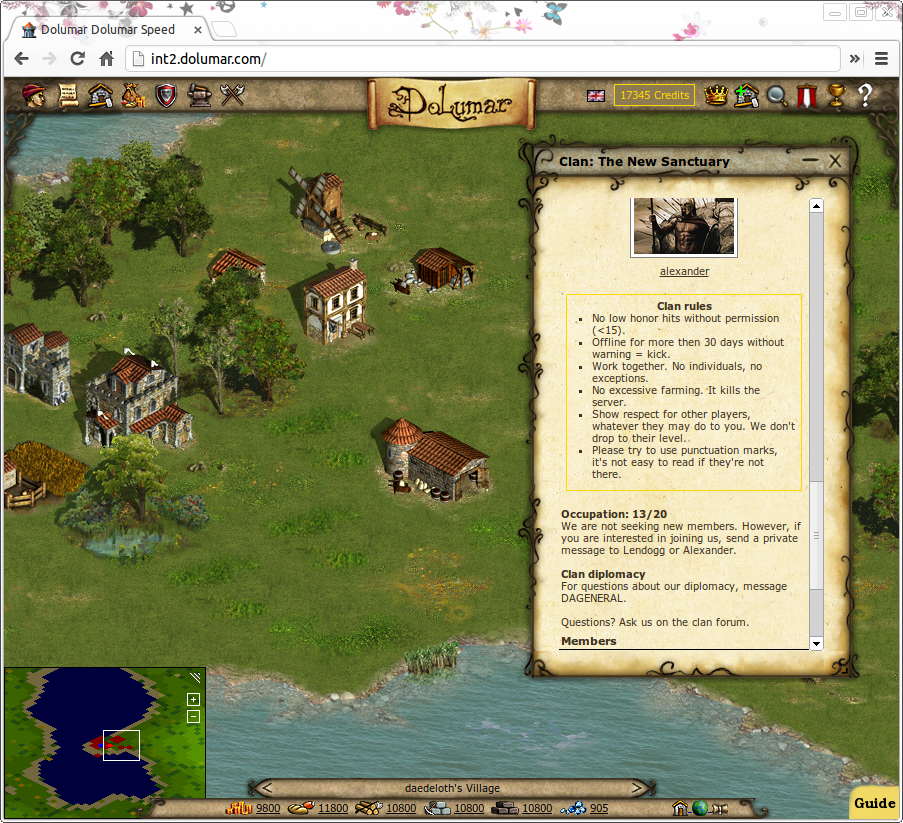 Dolumar Dolumar Speed
int2.dolumar.com/
DOLUMAR
17345 Credits
?
Clan: The New Sanctuary
alexander
Clan rules
No low honor hits without permission
(<15).
Offline for more then 30 days without
warning = kick.
Work together. No individuals, no
exceptions.
No excessive farming. It kills the
server.
Show respect for other players,
whatever they may do to you. We don't
drop to their level.
Please try to use punctuation marks,
it's not easy to read if they're not
there.
Occupation: 13/20
We are not seeking new members. However, if
you are interested in joining us, send a private
message to Lendogg or Alexander.
Clan diplomacy
For questions about our diplomacy, message
DAGENERAL.
Questions? Ask us on the clan forum.
Members
daedeloth's Village
9800 11800 10800 10800 10800 905
Guide